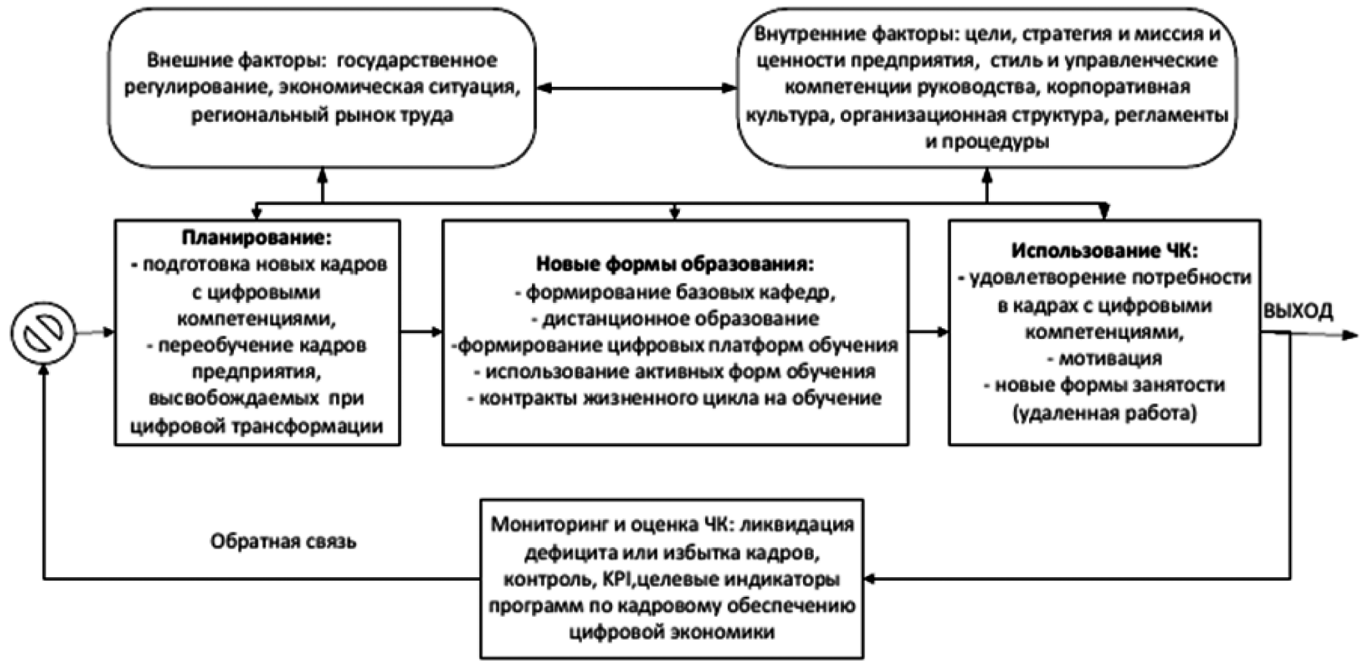 Внешние факторы: государственное
регулирование, экономическая ситуация,
региональный рынок труда
Внутренние факторы: цели, стратегия и миссия и
ценности предприятия, стиль и управленческие
компетенции руководства, корпоративная
культура, организационная структура, регламенты
и процедуры
Планирование:
- подготовка новых кадров
с цифровыми
компетенциями,
- переобучение кадров
предприятия,
высвобождаемых при
цифровой трансформации
Новые формы образования:
- формирование базовых кафедр,
- дистанционное образование
-формирование цифровых платформ обучения
- использование активных форм обучения
- контракты жизненного цикла на обучение
Использование ЧК:
- удовлетворение потребности
в кадрах с цифровыми
компетенциями,
- мотивация
- новые формы занятости
(удаленная работа)
ВЫХОД
Обратная связь
Мониторинг и оценка ЧК: ликвидация
дефицита или избытка кадров,
контроль, KPI,целевые индикаторы
программ по кадровому обеспечению
цифровой экономики